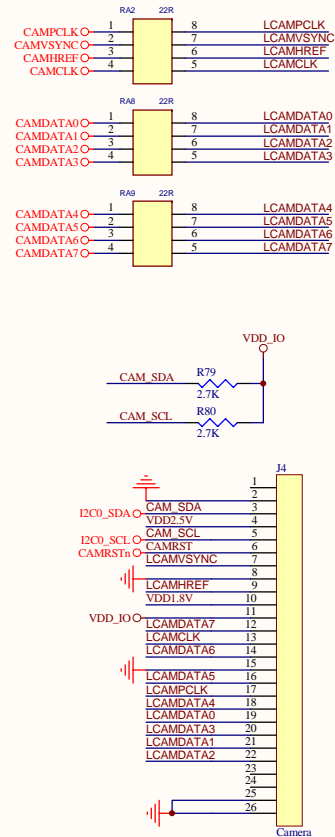 RA2 22R
CAMPCLK 1 8 LCAMPCLK
CAMVSYNC 2 7 LCAMVSYNC
CAMHREF 3 6 LCAMHREF
CAMCLK 4 5 LCAMCLK
RA8 22R
CAMDATA0 1 8 LCAMDATA0
CAMDATA1 2 7 LCAMDATA1
CAMDATA2 3 6 LCAMDATA2
CAMDATA3 4 5 LCAMDATA3
RA9 22R
CAMDATA4 1 8 LCAMDATA4
CAMDATA5 2 7 LCAMDATA5
CAMDATA6 3 6 LCAMDATA6
CAMDATA7 4 5 LCAMDATA7
VDD_IO
CAM_SDA R79
2.7K
CAM_SCL R80
2.7K
J4
1
2
I2C0_SDA CAM_SDA 3
VDD2.5V 4
I2C0_SCL CAM_SCL 5
CAMRSTn CAMRST 6
LCAMVSYNC 7
8
LCAMHREF 9
VDD1.8V 10
VDD_IO 11
LCAMDATA7 12
LCAMCLK 13
LCAMDATA6 14
15
LCAMDATA5 16
LCAMPCLK 17
LCAMDATA4 18
LCAMDATA0 19
LCAMDATA3 20
LCAMDATA1 21
LCAMDATA2 22
23
24
25
26
Camera